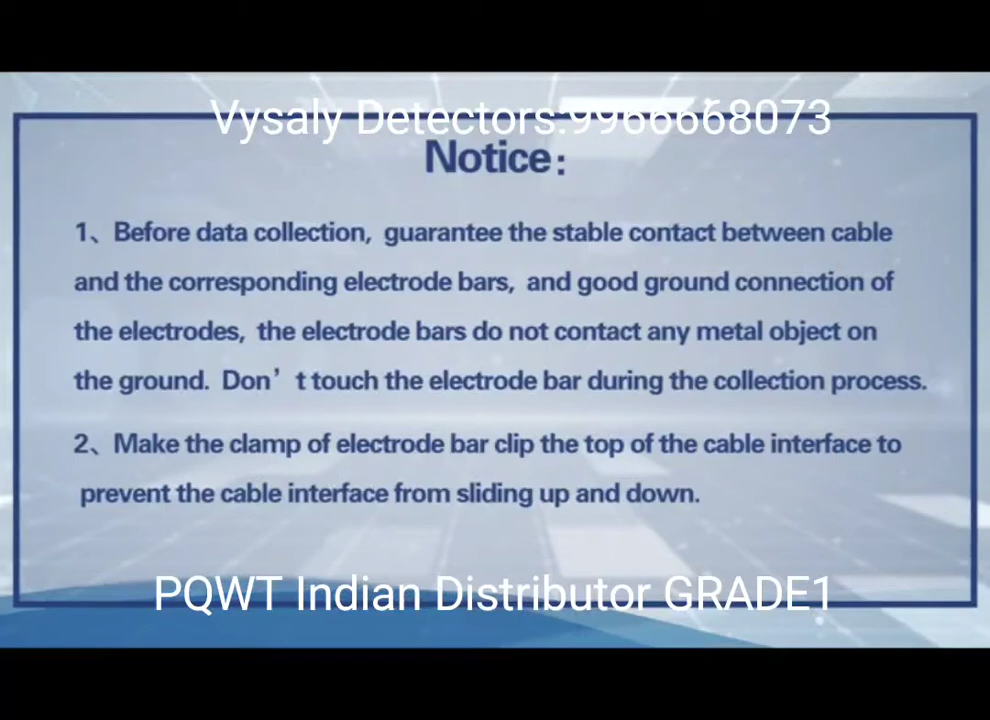 Vysaly Detectors:9966668073
Notice:
1、Before data collection, guarantee the stable contact between cable
and the corresponding electrode bars, and good ground connection of
the electrodes, the electrode bars do not contact any metal object on
the ground. Don’t touch the electrode bar during the collection process.
2、Make the clamp of electrode bar clip the top of the cable interface to
prevent the cable interface from sliding up and down.
PQWT Indian Distributor GRADE1